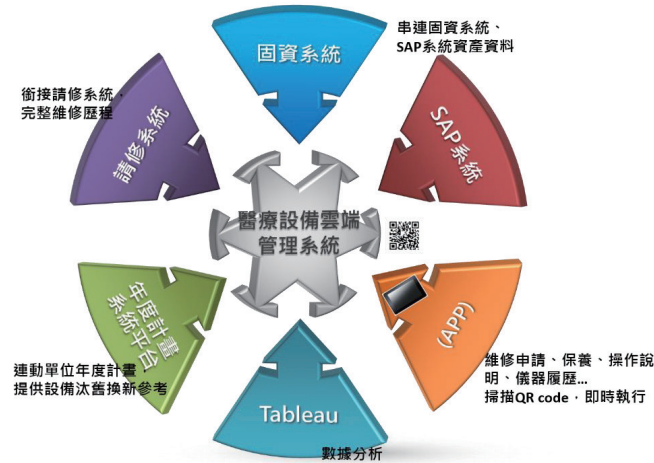 固資系統
串連固資系統、
SAP系統資產資料
銜接請修系統，
完整維修歷程
請修系統
SAP系統
醫療設備雲端
管理系統
年度計畫
系統平台
(APP)
連動單位年度計畫
提供設備汰舊換新參考
維修申請、保養、操作說
明、儀器履歷...
掃描QR code，即時執行
Tableau
數據分析